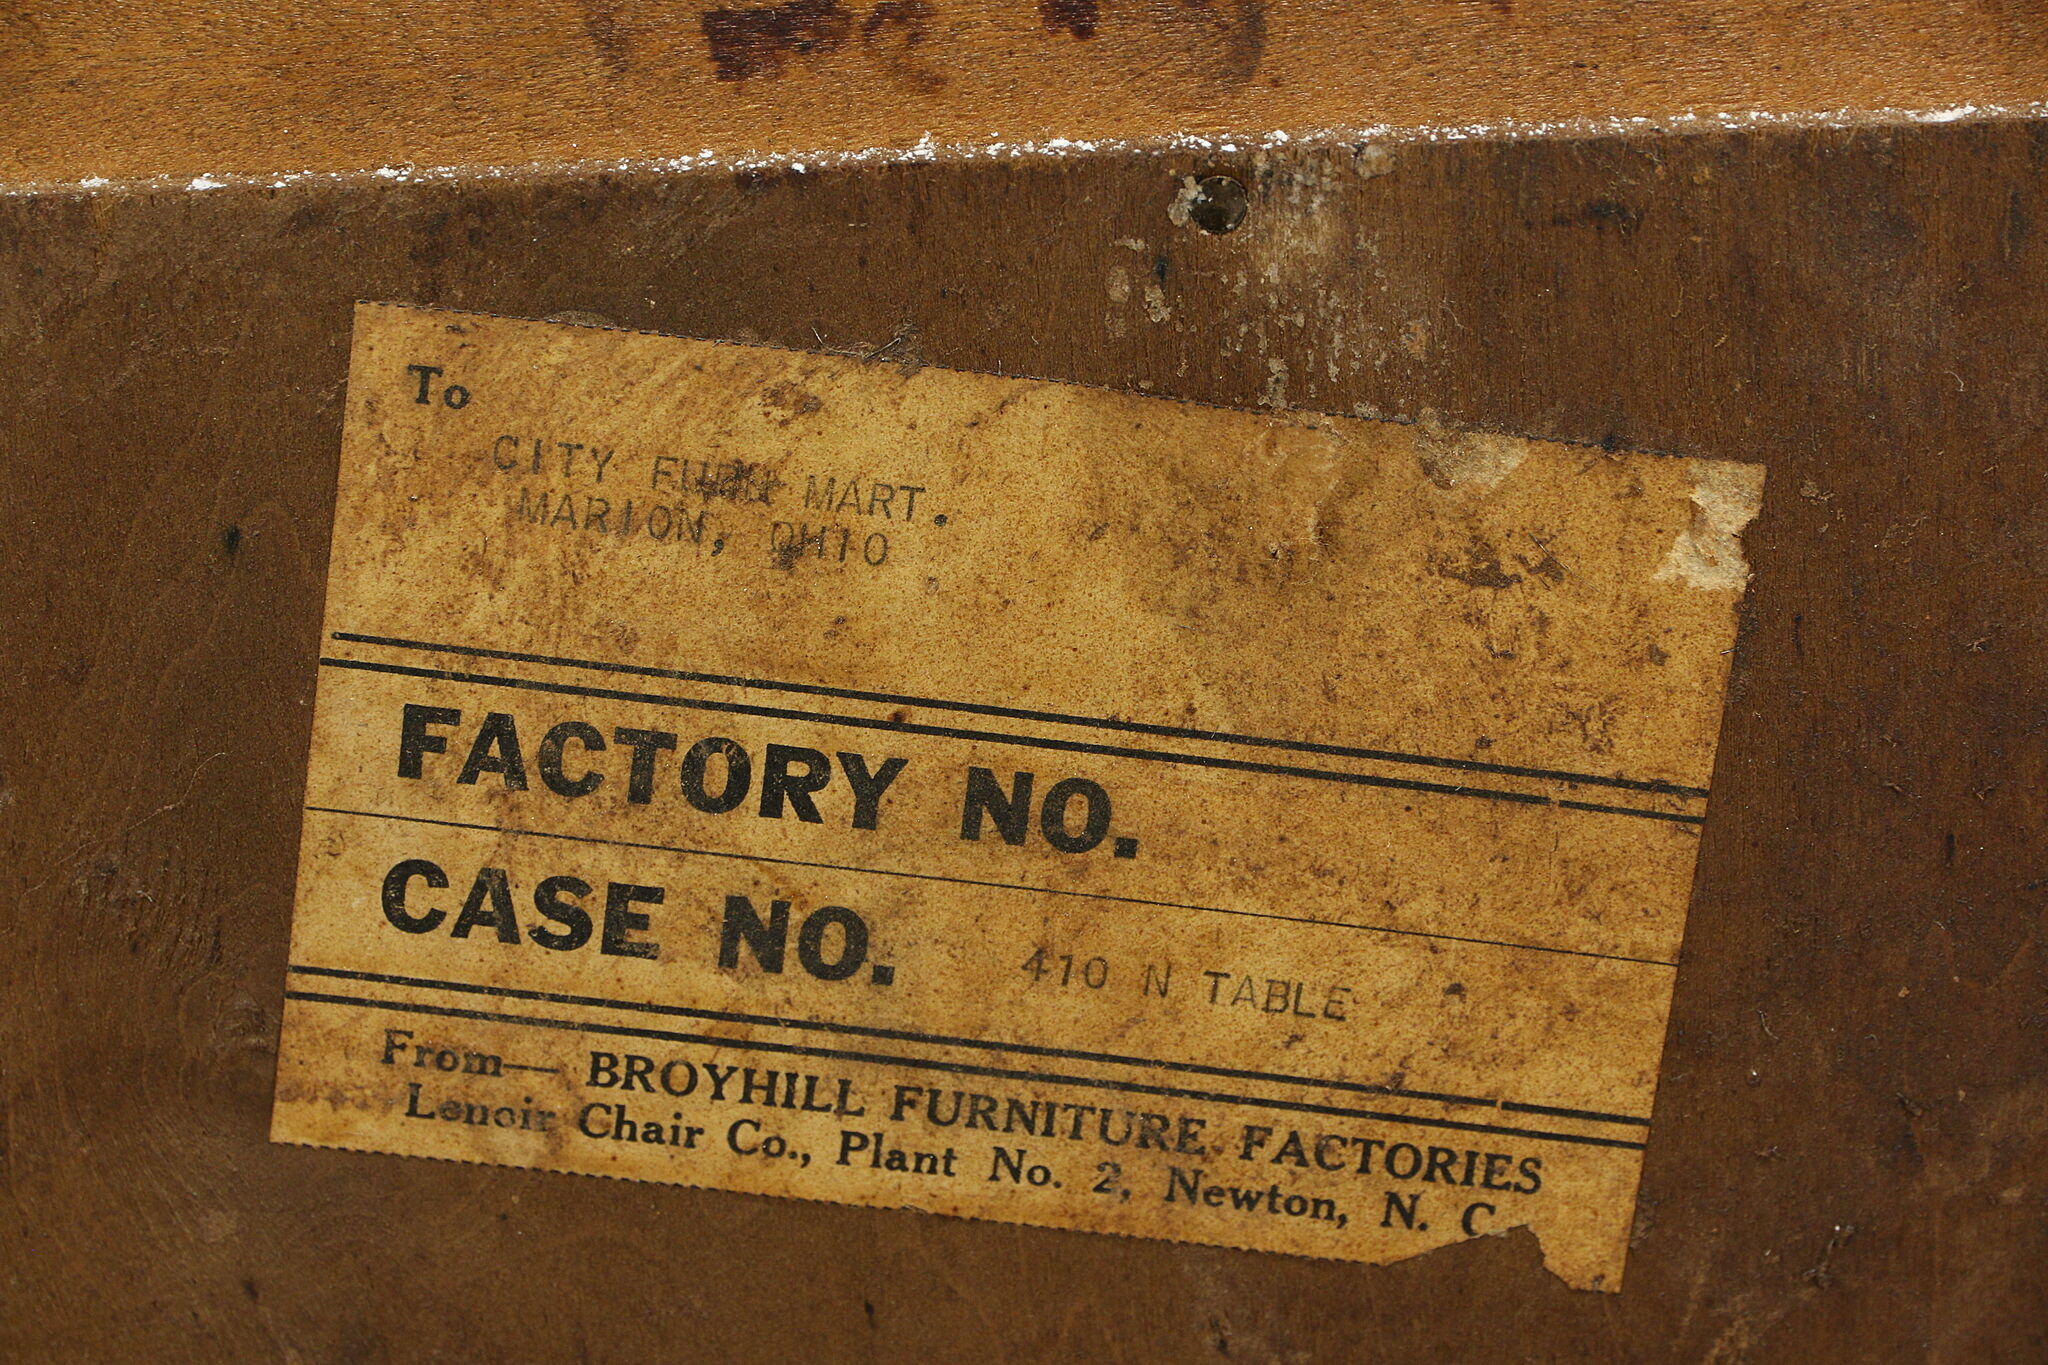 To
CITY FURN MART.
MARION, OHIO
FACTORY NO.
CASE NO. 410 N TABLE
From— BROYHILL FURNITURE FACTORIES
Lenoir Chair Co., Plant No. 2, Newton, N. C.